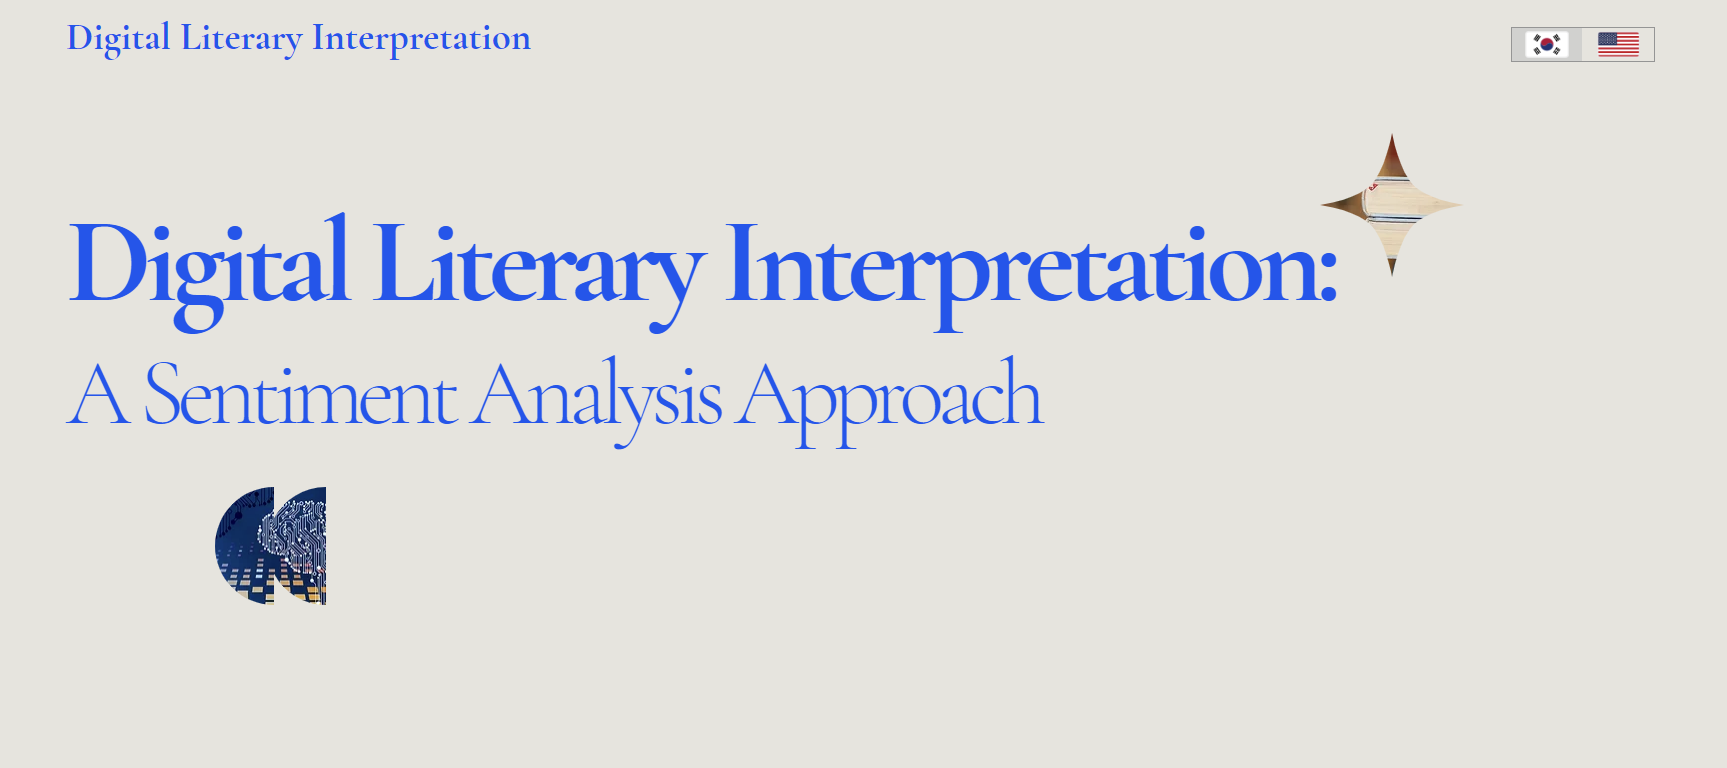 Digital Literary Interpretation
Digital Literary Interpretation:
A Sentiment Analysis Approach